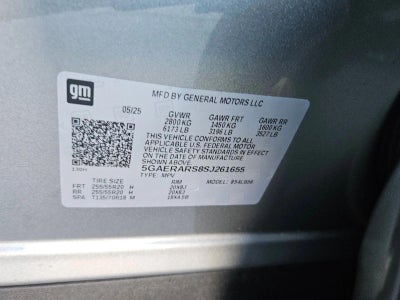 gm
MFD BY GENERAL MOTORS LLC
05/25
GVWR GAWR FRT GAWR RR
2800 KG 1450 KG 1600 KG
6173 LB 3196 LB 3527 LB
THIS VEHICLE CONFORMS TO ALL
APPLICABLE U.S. FEDERAL MOTOR
VEHICLE SAFETY STANDARDS IN EFFECT
ON THE DATE OF MANUFACTURE
SHOWN ABOVE
5GAERARS8SJ261655
TYPE: MPV MODEL:
TIRE SIZE RIM
FRT 255/55R20 H 20X8J
RR 255/55R20 H 20X8J
SPA T135/70R18 M 18X4.5B